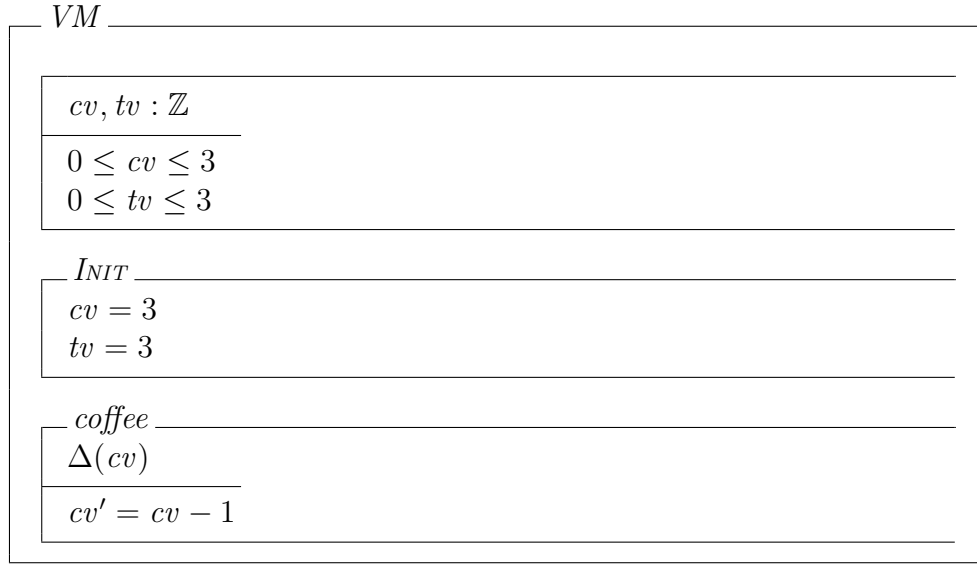 VM
cv, tv : ℤ
0 ≤ cv ≤ 3
0 ≤ tv ≤ 3
INIT
cv = 3
tv = 3
coffee
Δ(cv)
cv′ = cv − 1